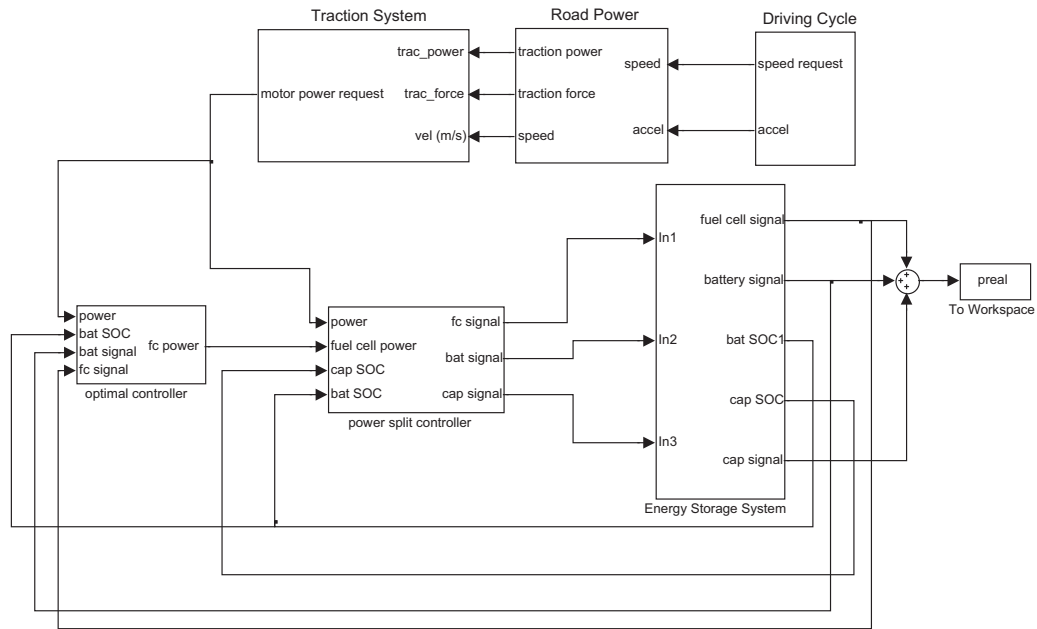 Traction System
Road Power
Driving Cycle
trac_power
motor power request
trac_force
vel (m/s)
traction power
traction force
speed
speed
accel
speed request
accel
power
bat SOC
bat signal
fc signal
fc power
optimal controller
power
fuel cell power
cap SOC
bat SOC
fc signal
bat signal
cap signal
power split controller
In1
In2
In3
fuel cell signal
battery signal
bat SOC1
cap SOC
cap signal
Energy Storage System
+
+
+
preal
To Workspace